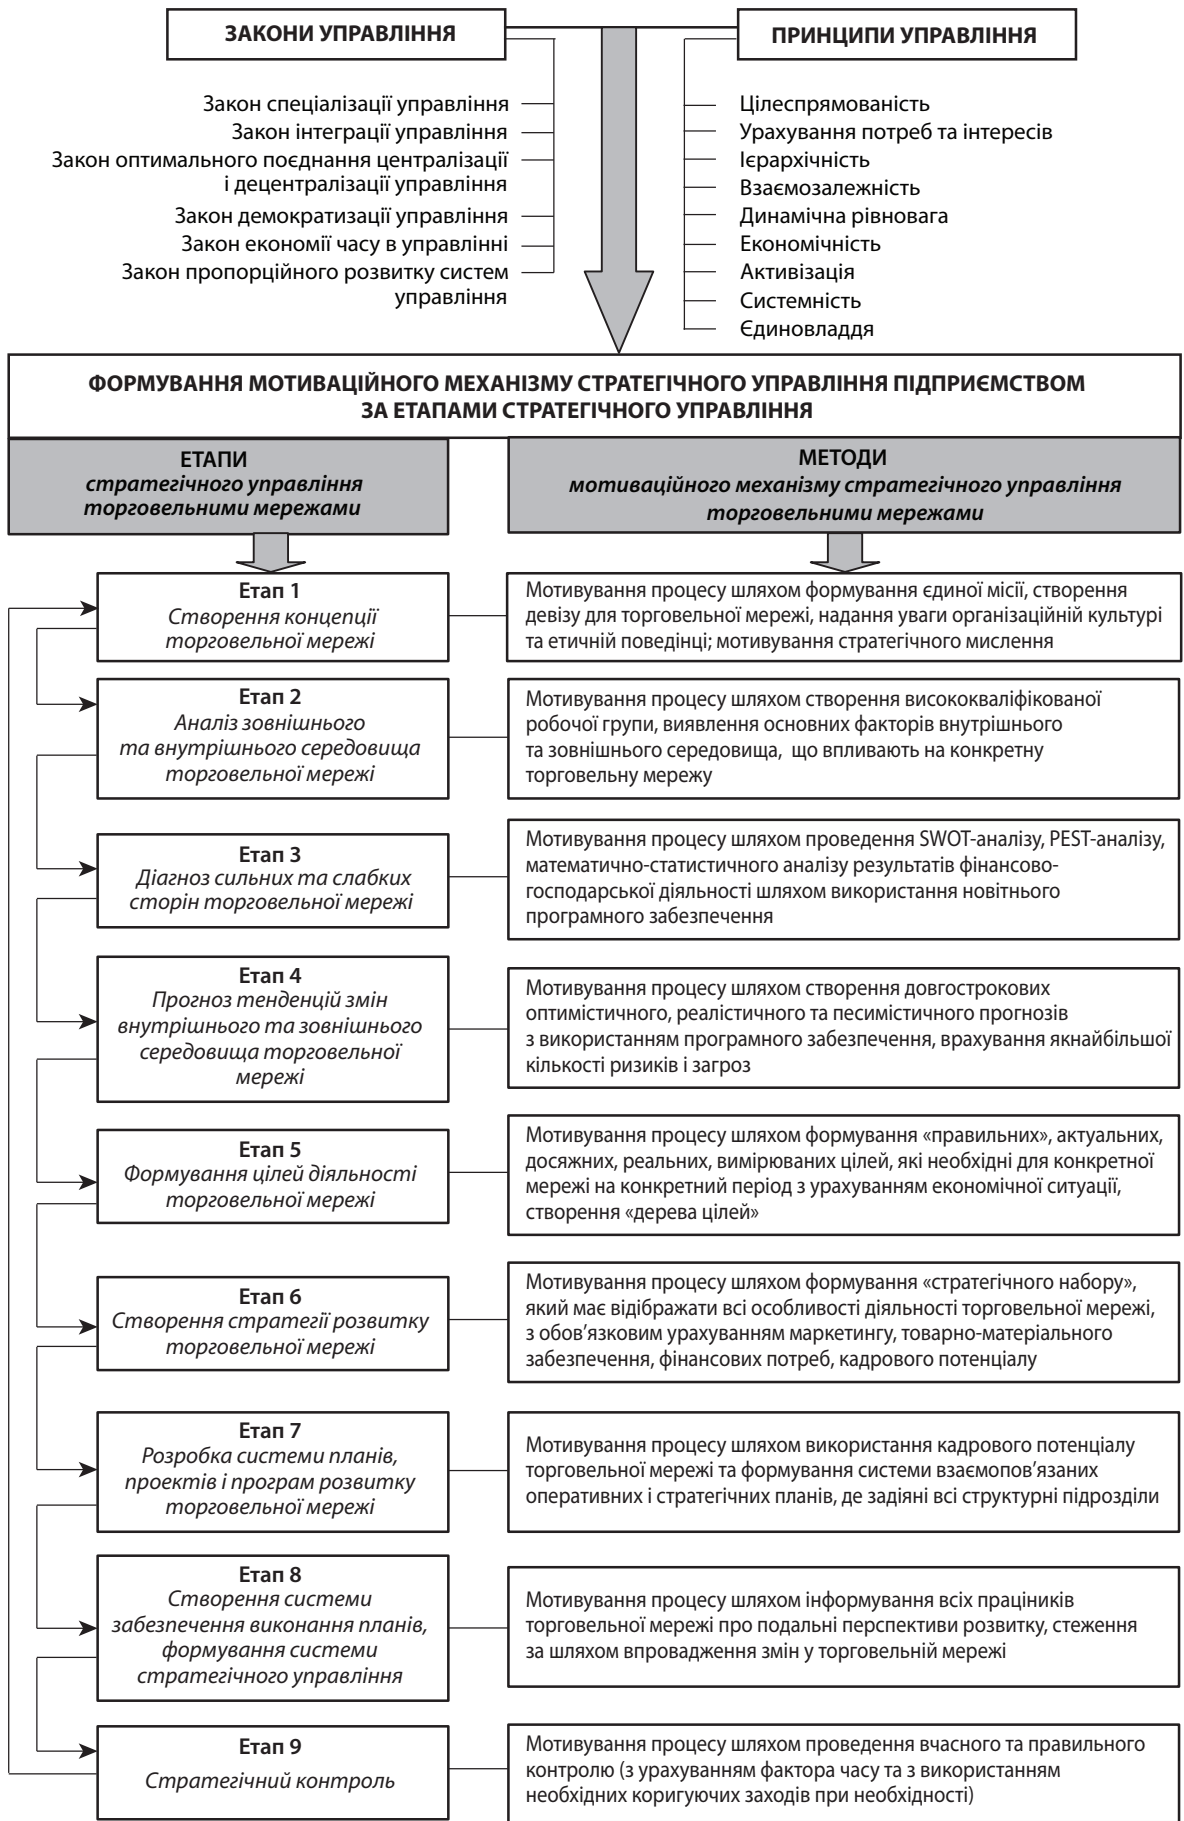 ЗАКОНИ УПРАВЛІННЯ
Закон спеціалізації управління
Закон інтеграції управління
Закон оптимального поєднання централізації
і децентралізації управління
Закон демократизації управління
Закон економії часу в управлінні
Закон пропорційного розвитку систем
управління
ПРИНЦИПИ УПРАВЛІННЯ
Цілеспрямованість
Урахування потреб та інтересів
Ієрархічність
Взаємозалежність
Динамічна рівновага
Економічність
Активізація
Системність
Єдиновладдя
ФОРМУВАННЯ МОТИВАЦІЙНОГО МЕХАНІЗМУ СТРАТЕГІЧНОГО УПРАВЛІННЯ ПІДПРИЄМСТВОМ
ЗА ЕТАПАМИ СТРАТЕГІЧНОГО УПРАВЛІННЯ
ЕТАПИ
стратегічного управління
торговельними мережами
МЕТОДИ
мотиваційного механізму стратегічного управління
торговельними мережами
Етап 1
Створення концепції
торговельної мережі
Мотивування процесу шляхом формування єдиної місії, створення
девізу для торговельної мережі, надання уваги організаційній культурі
та етичній поведінці; мотивування стратегічного мислення
Етап 2
Аналіз зовнішнього
та внутрішнього середовища
торговельної мережі
Мотивування процесу шляхом створення висококваліфікованої
робочої групи, виявлення основних факторів внутрішнього
та зовнішнього середовища, що впливають на конкретну
торговельну мережу
Етап 3
Діагноз сильних та слабких
сторін торговельної мережі
Мотивування процесу шляхом проведення SWOT-аналізу, PEST-аналізу,
математично-статистичного аналізу результатів фінансово-
господарської діяльності шляхом використання новітнього
програмного забезпечення
Етап 4
Прогноз тенденцій змін
внутрішнього та зовнішнього
середовища торговельної
мережі
Мотивування процесу шляхом створення довгострокових
оптимістичного, реалістичного та песимістичного прогнозів
з використанням програмного забезпечення, врахування якнайбільшої
кількості ризиків і загроз
Етап 5
Формування цілей діяльності
торговельної мережі
Мотивування процесу шляхом формування «правильних», актуальних,
досяжних, реальних, вимірюваних цілей, які необхідні для конкретної
мережі на конкретний період з урахуванням економічної ситуації,
створення «дерева цілей»
Етап 6
Створення стратегії розвитку
торговельної мережі
Мотивування процесу шляхом формування «стратегічного набору»,
який має відібражати всі особливості діяльності торговельної мережі,
з обов’язковим урахуванням маркетингу, товарно-матеріального
забезпечення, фінансових потреб, кадрового потенціалу
Етап 7
Розробка системи планів,
проектів і програм розвитку
торговельної мережі
Мотивування процесу шляхом використання кадрового потенціалу
торговельної мережі та формування системи взаємопов’язаних
оперативних і стратегічних планів, де задіяні всі структурні підрозділи
Етап 8
Створення системи
забезпечення виконання планів,
формування системи
стратегічного управління
Мотивування процесу шляхом інформування всіх праціників
торговельної мережі про подальні перспективи розвитку, стеження
за шляхом впровадження змін у торговельній мережі
Етап 9
Стратегічний контроль
Мотивування процесу шляхом проведення вчасного та правильного
контролю (з урахуванням фактора часу та з використанням
необхідних коригуючих заходів при необхідності)